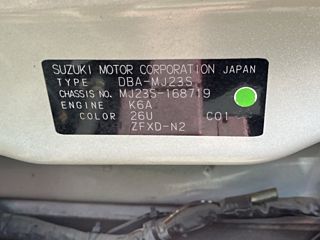 SUZUKI MOTOR CORPORATION JAPAN
TYPE DBA-MJ23S
CHASSIS NO. MJ23S-168719
ENGINE K6A
COLOR 26U C01
ZFXD-N2